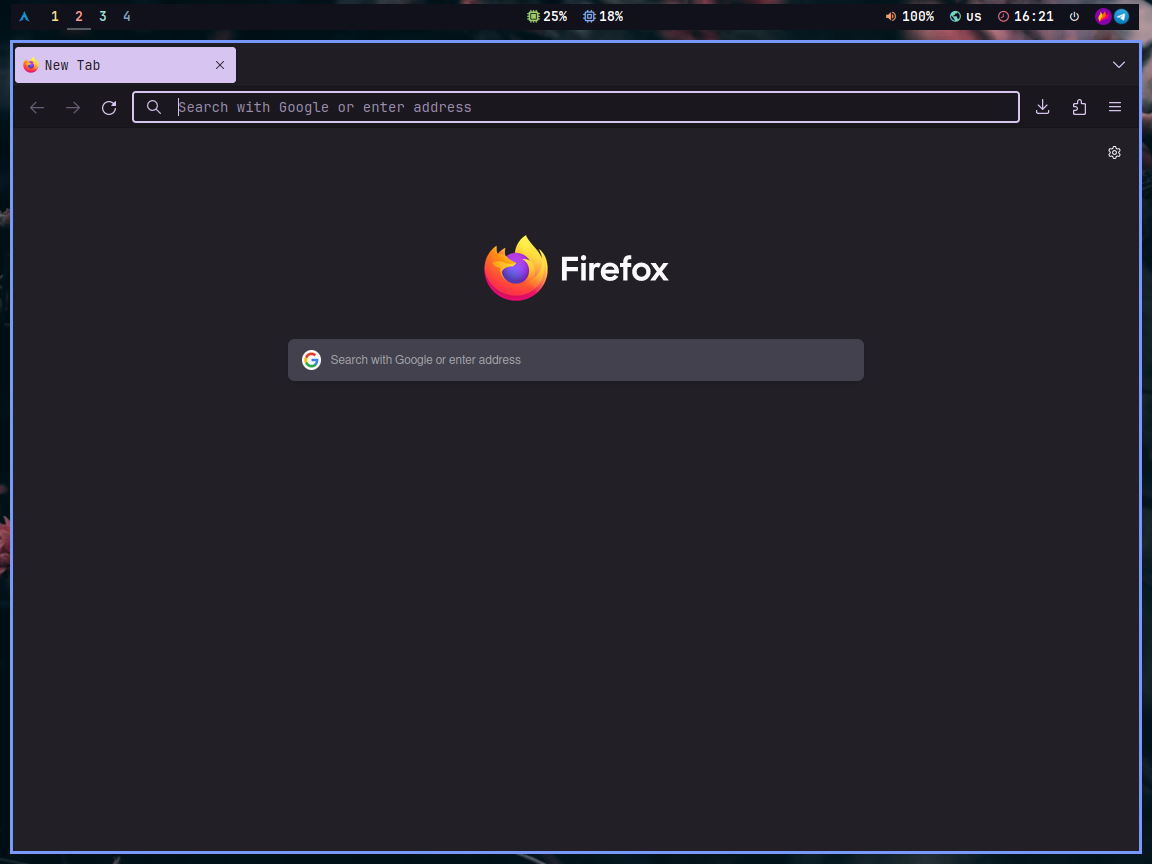 1 2 3 4 25% 18% 100% us 16:21
New Tab
Search with Google or enter address
Firefox
Search with Google or enter address